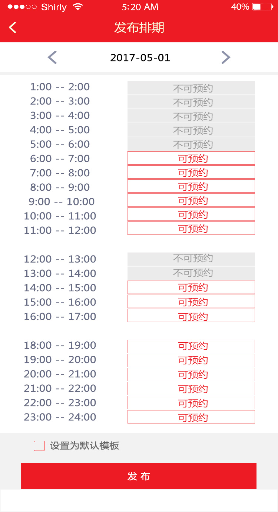 Shirly 5:20 AM 40%
发布排期
2017-05-01
1:00 -- 2:00 不可预约
2:00 -- 3:00 不可预约
3:00 -- 4:00 不可预约
4:00 -- 5:00 不可预约
5:00 -- 6:00 不可预约
6:00 -- 7:00 可预约
7:00 -- 8:00 可预约
8:00 -- 9:00 可预约
9:00 -- 10:00 可预约
10:00 -- 11:00 可预约
11:00 -- 12:00 可预约
12:00 -- 13:00 不可预约
13:00 -- 14:00 不可预约
14:00 -- 15:00 可预约
15:00 -- 16:00 可预约
16:00 -- 17:00 可预约
18:00 -- 19:00 可预约
19:00 -- 20:00 可预约
20:00 -- 21:00 可预约
21:00 -- 22:00 可预约
22:00 -- 23:00 可预约
23:00 -- 24:00 可预约
设置为默认模板
发 布